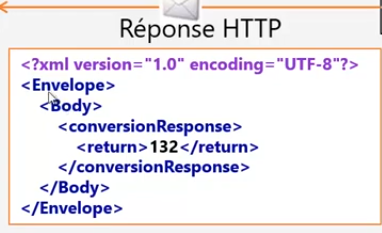 Réponse HTTP
<?xml version="1.0" encoding="UTF-8"?>
<Envelope>
<Body>
<conversionResponse>
<return>132</return>
</conversionResponse>
</Body>
</Envelope>